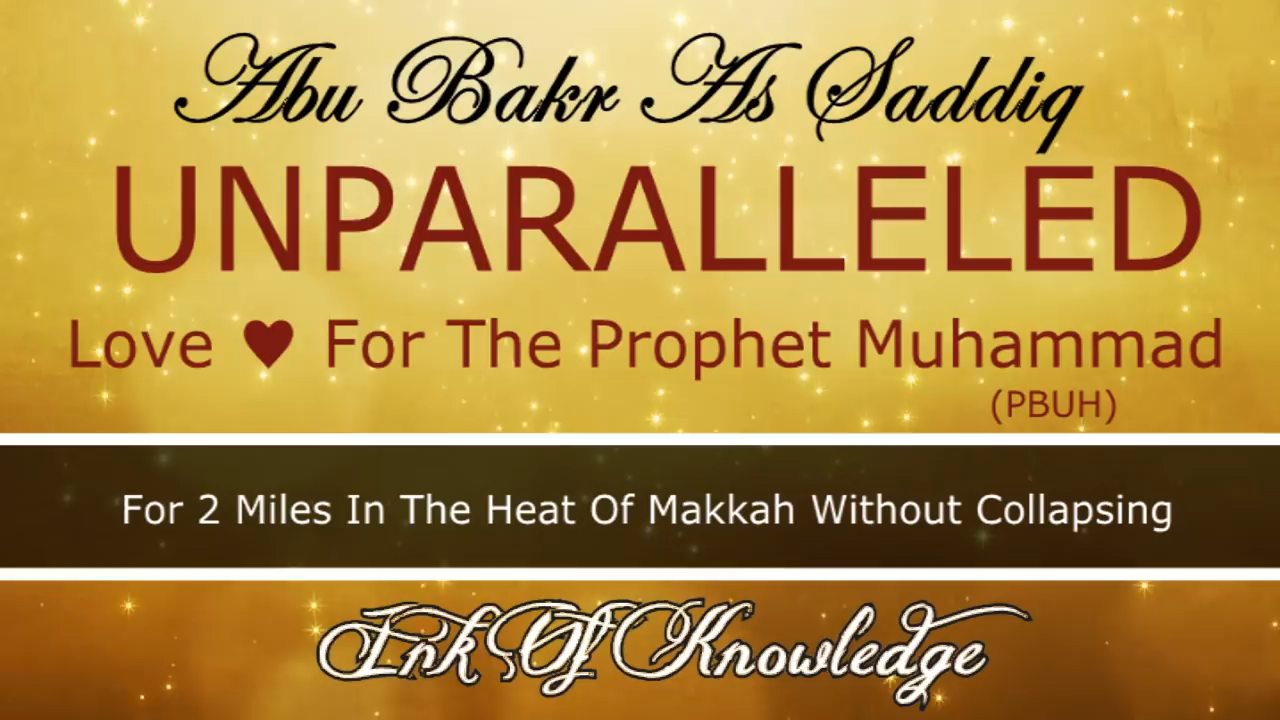 Abu Bakr As Saddiq
UNPARALLELED
Love ♥ For The Prophet Muhammad
(PBUH)
For 2 Miles In The Heat Of Makkah Without Collapsing
Ink Of Knowledge